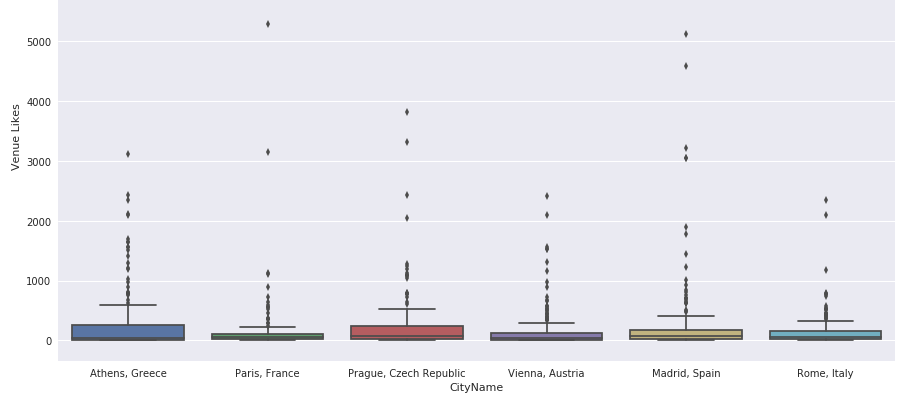 Venue Likes
5000
4000
3000
2000
1000
0
Athens, Greece
Paris, France
Prague, Czech Republic
Vienna, Austria
Madrid, Spain
Rome, Italy
CityName